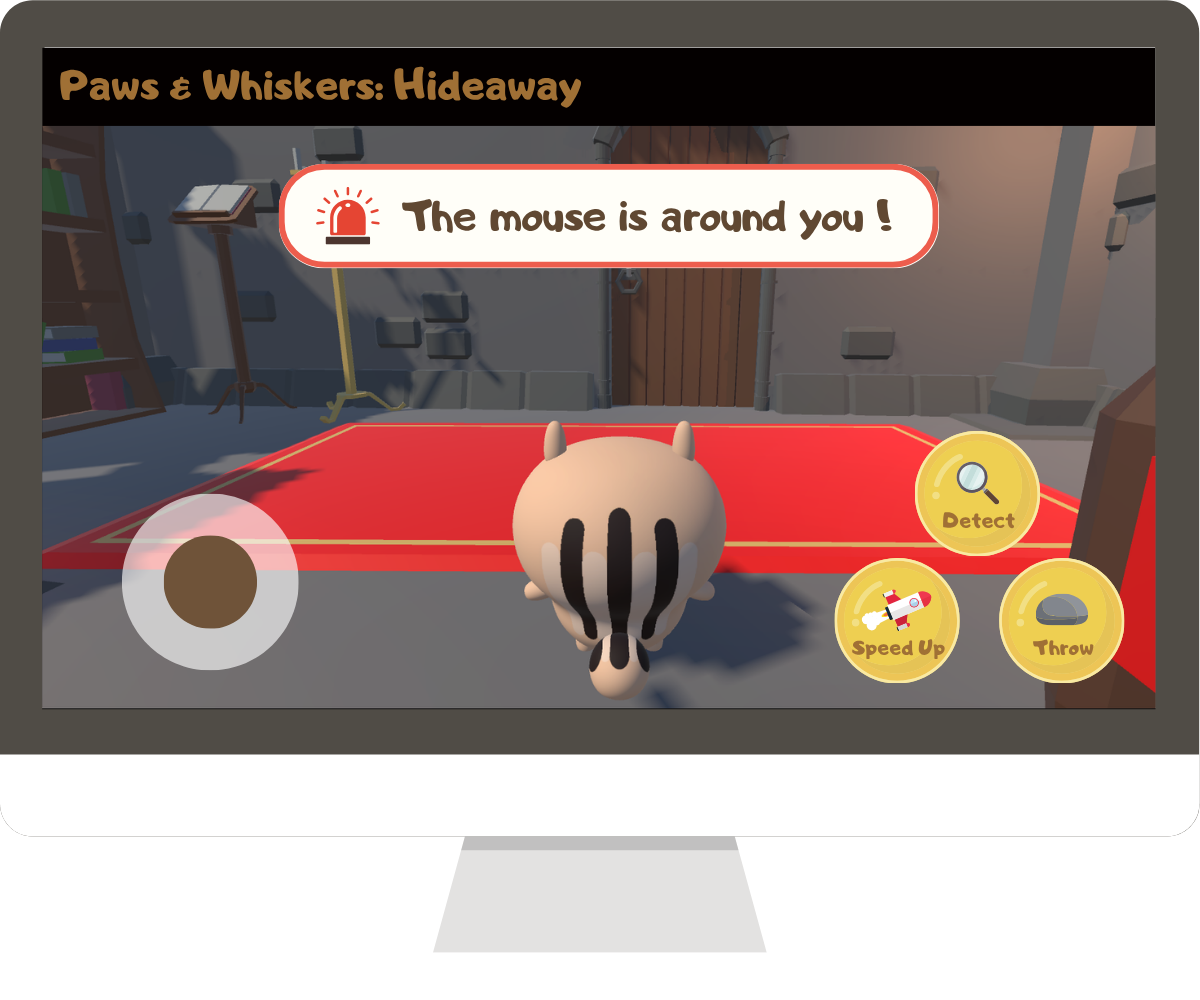 Paws & Whiskers: Hideaway
The mouse is around you !
Detect
Speed Up
Throw